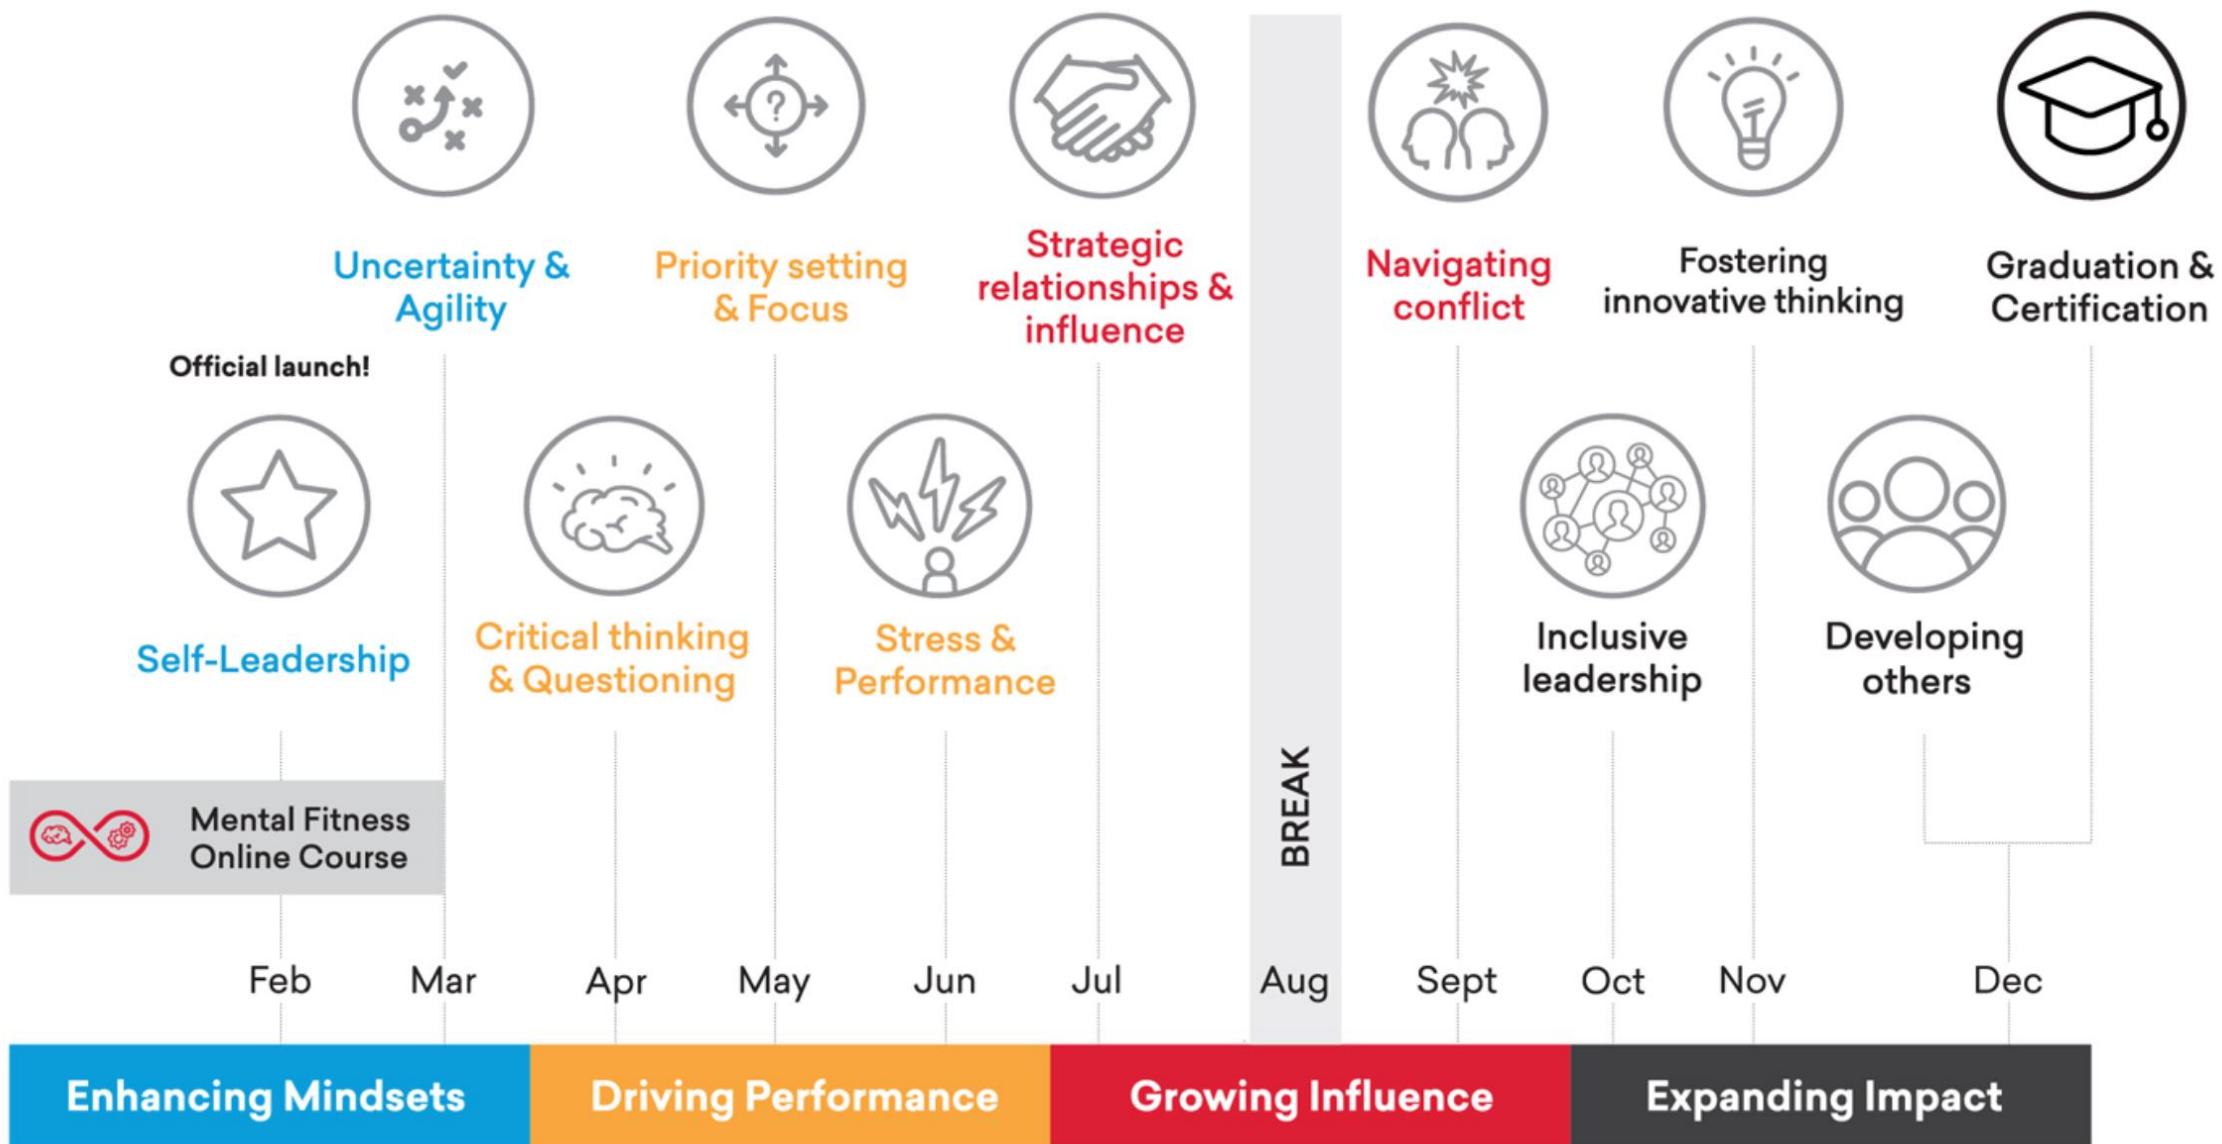 Uncertainty &
Agility
Priority setting
& Focus
Strategic
relationships &
influence
Navigating
conflict
Fostering
innovative thinking
Graduation &
Certification
Official launch!
Self-Leadership
Critical thinking
& Questioning
Stress &
Performance
Inclusive
leadership
Developing
others
Mental Fitness
Online Course
BREAK
Feb
Mar
Apr
May
Jun
Jul
Aug
Sept
Oct
Nov
Dec
Enhancing Mindsets
Driving Performance
Growing Influence
Expanding Impact